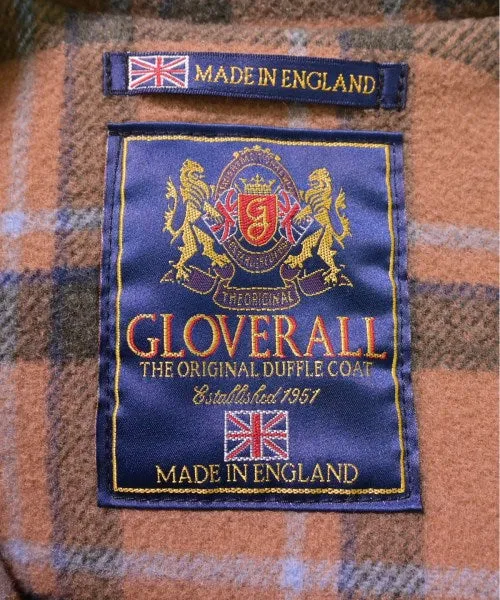 MADE IN ENGLAND
G
THE ORIGINAL
GLOVERALL
THE ORIGINAL DUFFLE COAT
Established 1951
MADE IN ENGLAND